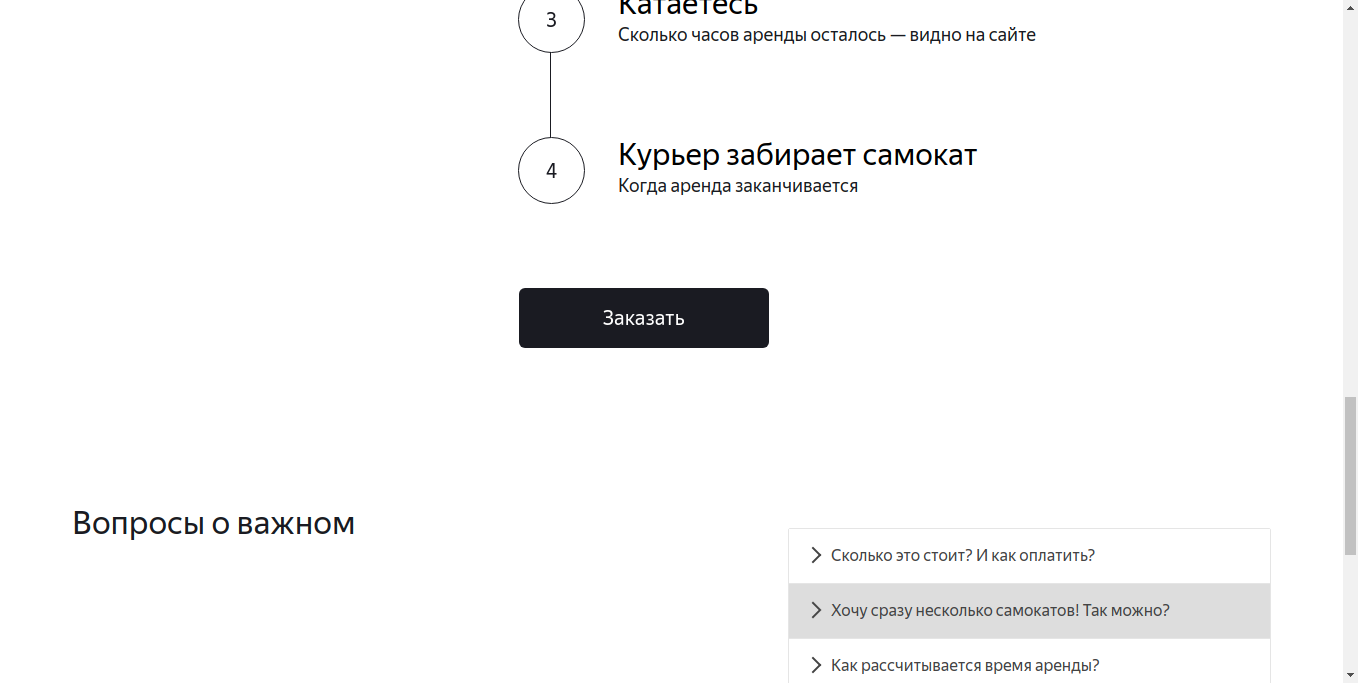 3
Катаетесь
Сколько часов аренды осталось — видно на сайте
4
Курьер забирает самокат
Когда аренда заканчивается
Заказать
Вопросы о важном
Сколько это стоит? И как оплатить?
Хочу сразу несколько самокатов! Так можно?
Как рассчитывается время аренды?